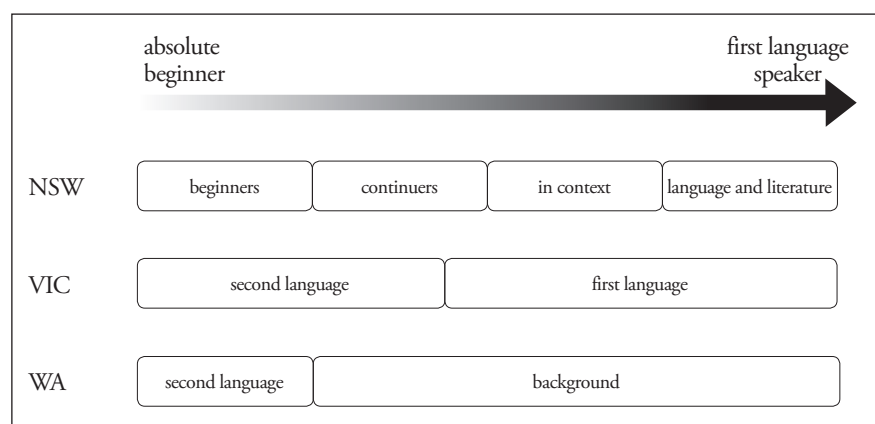 absolute
beginner
first language
speaker
NSW
beginners
continuers
in context
language and literature
VIC
second language
first language
WA
second language
background